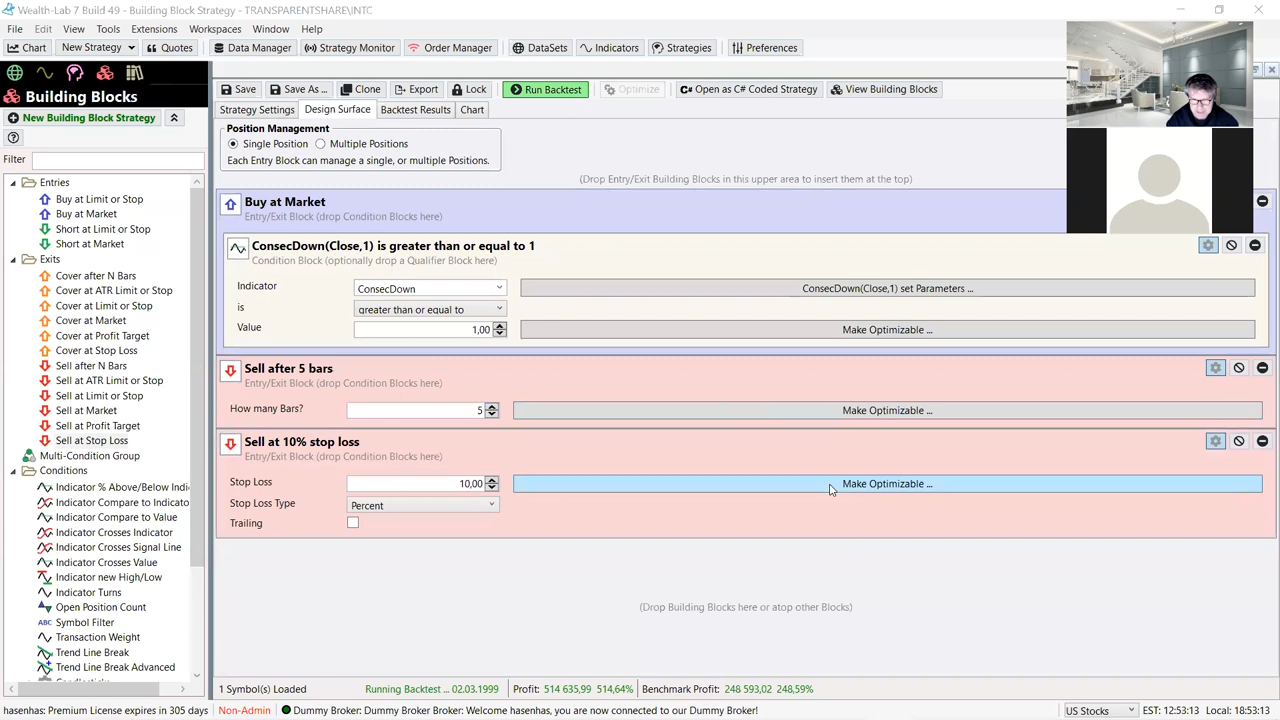 Wealth-Lab 7 Build 49 - Building Block Strategy - TRANSPARENTSHARE\INTC
File Edit View Tools Extensions Workspaces Window Help
Chart New Strategy Quotes Data Manager Strategy Monitor Order Manager DataSets Indicators Strategies Preferences
Building Blocks
New Building Block Strategy
Filter
Entries
Buy at Limit or Stop
Buy at Market
Short at Limit or Stop
Short at Market
Exits
Cover after N Bars
Cover at ATR Limit or Stop
Cover at Limit or Stop
Cover at Market
Cover at Profit Target
Cover at Stop Loss
Sell after N Bars
Sell at ATR Limit or Stop
Sell at Limit or Stop
Sell at Market
Sell at Profit Target
Sell at Stop Loss
Multi-Condition Group
Conditions
Indicator % Above/Below Indi
Indicator Compare to Indicato
Indicator Compare to Value
Indicator Crosses Indicator
Indicator Crosses Signal Line
Indicator Crosses Value
Indicator new High/Low
Indicator Turns
Open Position Count
ABC Symbol Filter
Transaction Weight
Trend Line Break
Trend Line Break Advanced
Save Save As ... Clone Export Lock Run Backtest Optimize Open as C# Coded Strategy View Building Blocks
Strategy Settings Design Surface Backtest Results Chart
Position Management
Single Position Multiple Positions
Each Entry Block can manage a single, or multiple Positions.
(Drop Entry/Exit Building Blocks in this upper area to insert them at the top)
Buy at Market
Entry/Exit Block (drop Condition Blocks here)
ConsecDown(Close,1) is greater than or equal to 1
Condition Block (optionally drop a Qualifier Block here)
Indicator ConsecDown ConsecDown(Close,1) set Parameters ...
is greater than or equal to
Value 1,00 Make Optimizable ...
Sell after 5 bars
Entry/Exit Block (drop Condition Blocks here)
How many Bars? 5 Make Optimizable ...
Sell at 10% stop loss
Entry/Exit Block (drop Condition Blocks here)
Stop Loss 10,00 Make Optimizable ...
Stop Loss Type Percent
Trailing
(Drop Building Blocks here or atop other Blocks)
1 Symbol(s) Loaded Running Backtest ... 02.03.1999 Profit: 514 635,99 514,64% Benchmark Profit: 248 593,02 248,59%
hasenhas: Premium License expires in 305 days Non-Admin Dummy Broker: Dummy Broker Broker: Welcome hasenhas, you are now connected to our Dummy Broker! US Stocks EST: 12:53:13 Local: 18:53:13